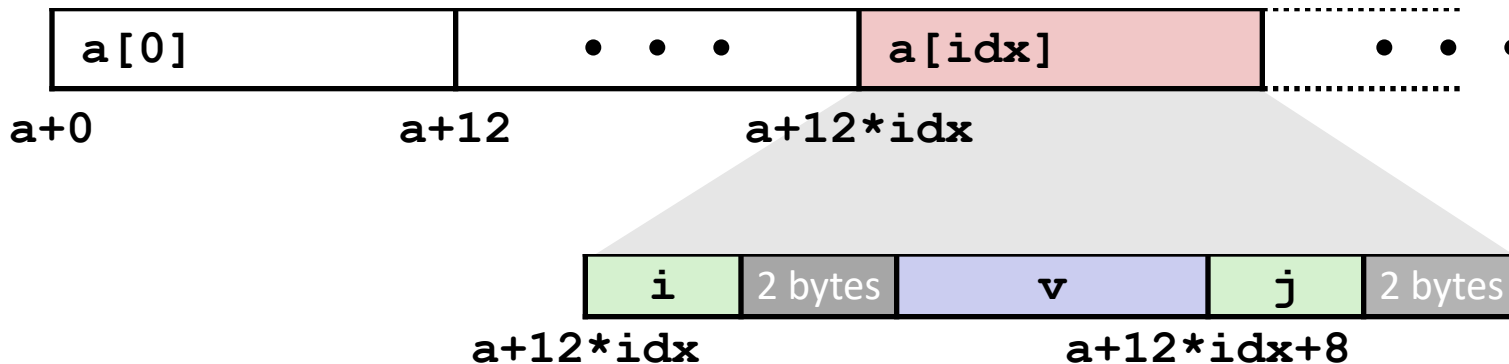 a[0] • • • a[idx] • • •
a+0 a+12 a+12*idx
i 2 bytes v j 2 bytes
a+12*idx a+12*idx+8